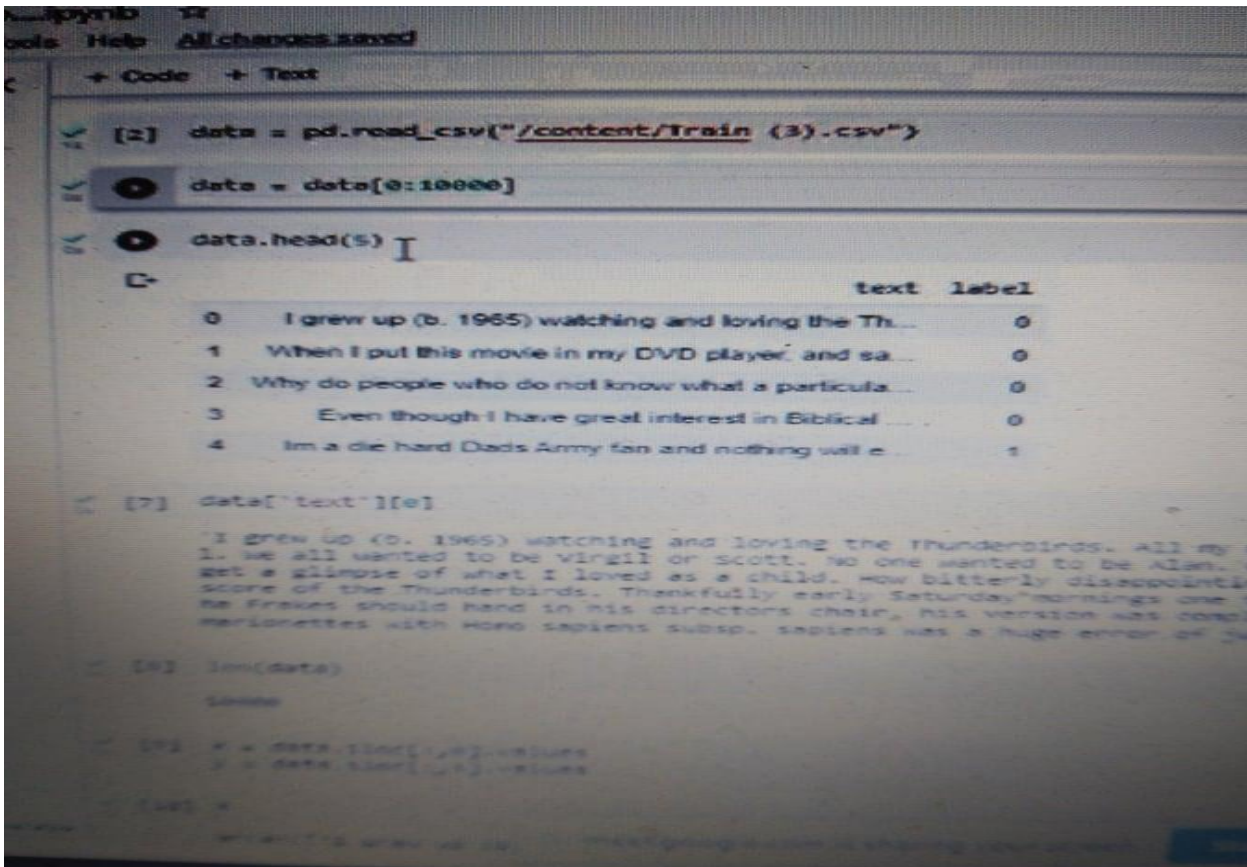 .ipynb ☆
ools Help All changes saved
+ Code + Text
[2] data = pd.read_csv("/content/Train (3).csv")
data = data[0:10000]
data.head(5)
text label
0 I grew up (b. 1965) watching and loving the Th... 0
1 When I put this movie in my DVD player, and sa... 0
2 Why do people who do not know what a particula... 0
3 Even though I have great interest in Biblical ... 0
4 Im a die hard Dads Army fan and nothing will e... 1
[7] data['text'][0]
'I grew up (b. 1965) watching and loving the Thunderbirds. All my
1. We all wanted to be Virgil or Scott. No one wanted to be Alan.
get a glimpse of what I loved as a child. How bitterly disappointi
score of the Thunderbirds. Thankfully early Saturday mornings one
he Frakes should hand in his directors chair, his version was comp
marionettes with Homo sapiens subsp. sapiens was a huge error of ju
len(data)
10000
x = data.iloc[:,0].values
y = data.iloc[:,1].values